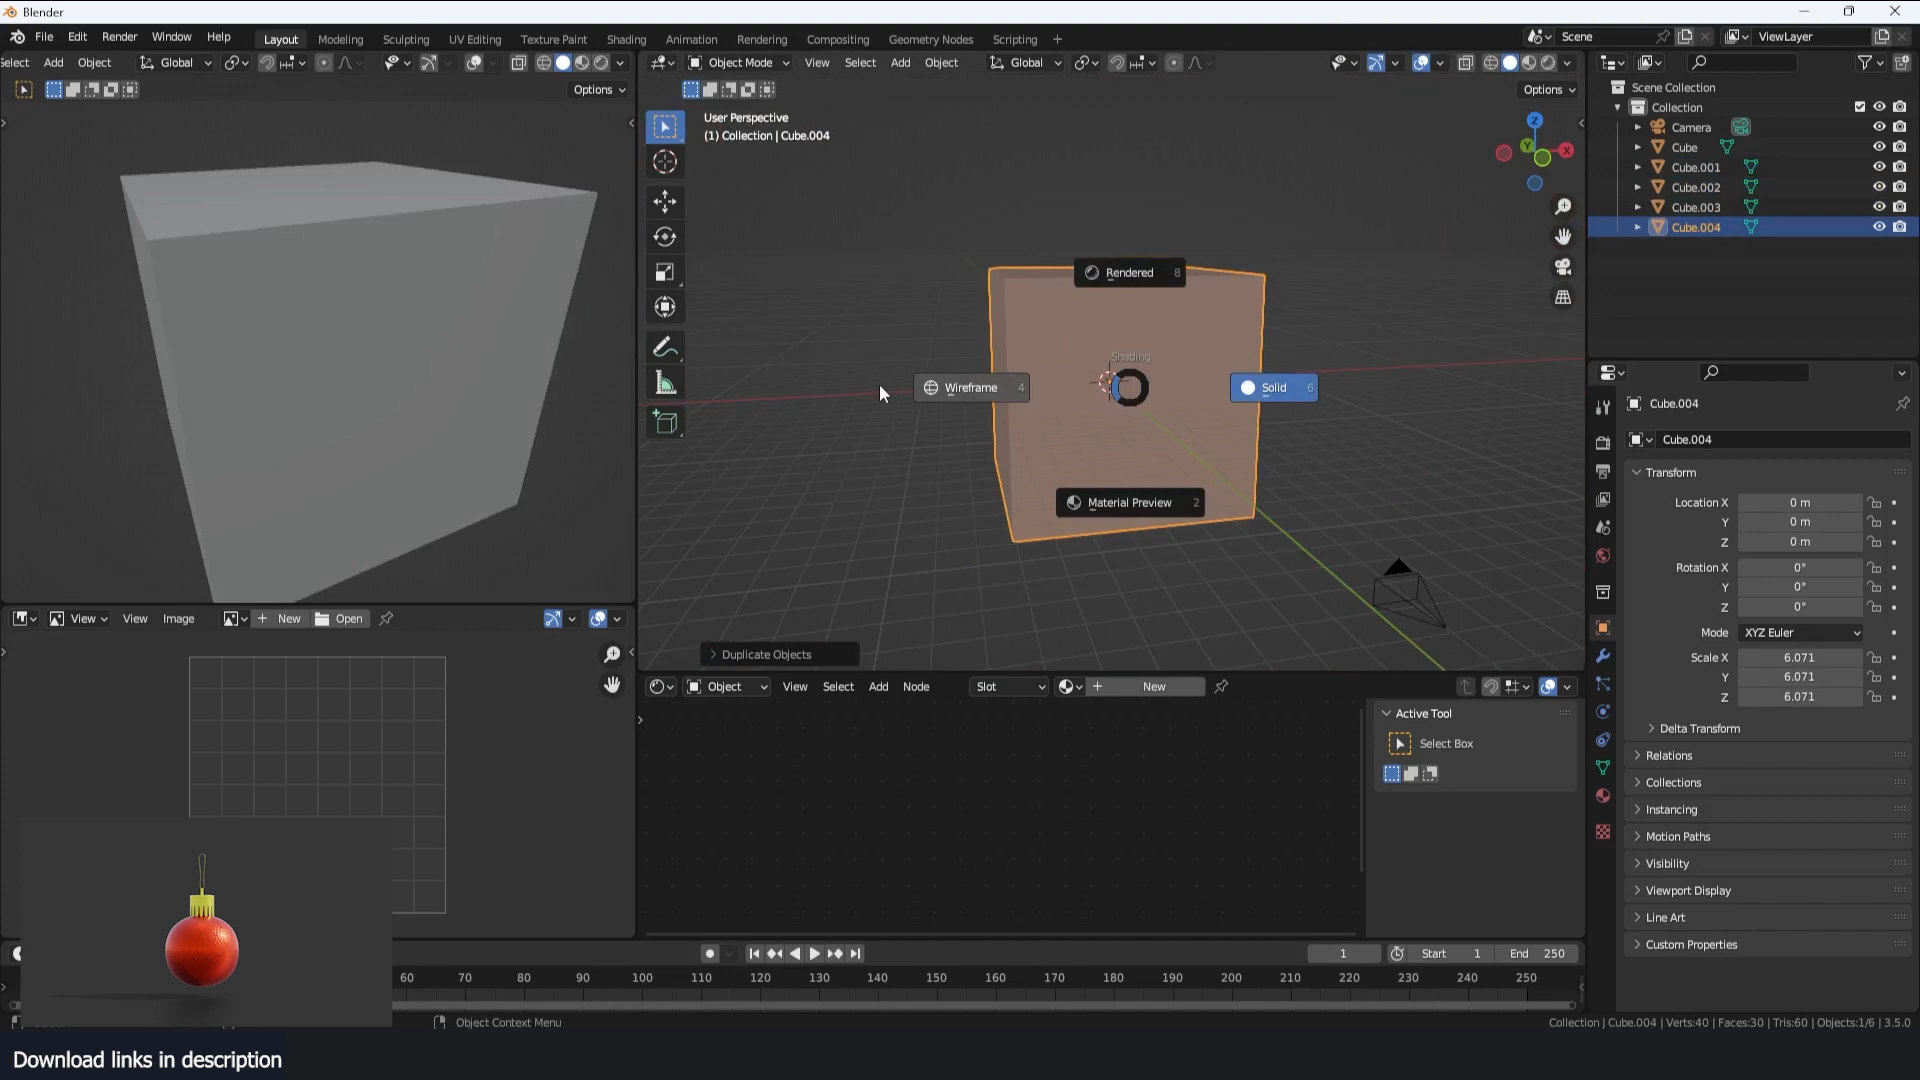 Blender
File Edit Render Window Help
Layout Modeling Sculpting UV Editing Texture Paint Shading Animation Rendering Compositing Geometry Nodes Scripting +
Scene
ViewLayer
elect Add Object Global
Options
Object Mode View Select Add Object Global
Options
User Perspective
(1) Collection | Cube.004
Z
Y
X
Rendered 8
Shading
Wireframe 4
Solid 6
Material Preview 2
Duplicate Objects
Scene Collection
Collection
Camera
Cube
Cube.001
Cube.002
Cube.003
Cube.004
Cube.004
Cube.004
Transform
Location X 0 m
Y 0 m
Z 0 m
Rotation X 0°
Y 0°
Z 0°
Mode XYZ Euler
Scale X 6.071
Y 6.071
Z 6.071
Delta Transform
Relations
Collections
Instancing
Motion Paths
Visibility
Viewport Display
Line Art
Custom Properties
View View Image + New Open
Object View Select Add Node Slot + New
Active Tool
Select Box
1 Start 1 End 250
60 70 80 90 100 110 120 130 140 150 160 170 180 190 200 210 220 230 240 250
Object Context Menu
Collection | Cube.004 | Verts:40 | Faces:30 | Tris:60 | Objects:1/6 | 3.5.0
Download links in description